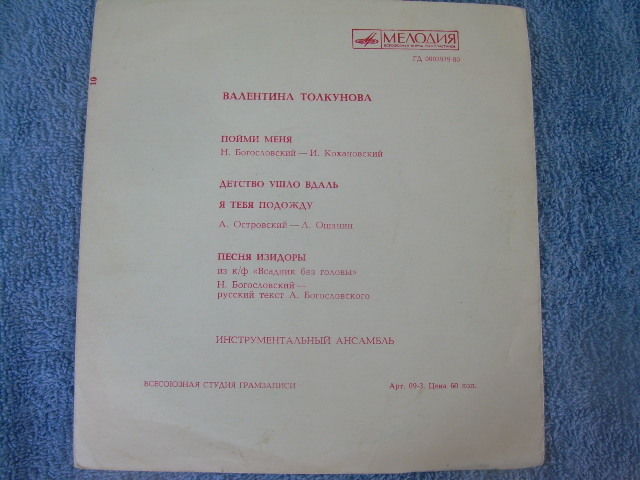 МЕЛОДИЯ
ВАЛЕНТИНА ТОЛКУНОВА
ПОЙМИ МЕНЯ
Н. Богословский — И. Кохановский
ДЕТСТВО УШЛО ВДАЛЬ
Я ТЕБЯ ПОДОЖДУ
А. Островский — Л. Ошанин
ПЕСНЯ ИЗИДОРЫ
из к/ф «Всадник без головы»
Н. Богословский —
русский текст А. Богословского
ИНСТРУМЕНТАЛЬНЫЙ АНСАМБЛЬ
ВСЕСОЮЗНАЯ СТУДИЯ ГРАМЗАПИСИ
Арт. 09-3. Цена 60 коп.
10